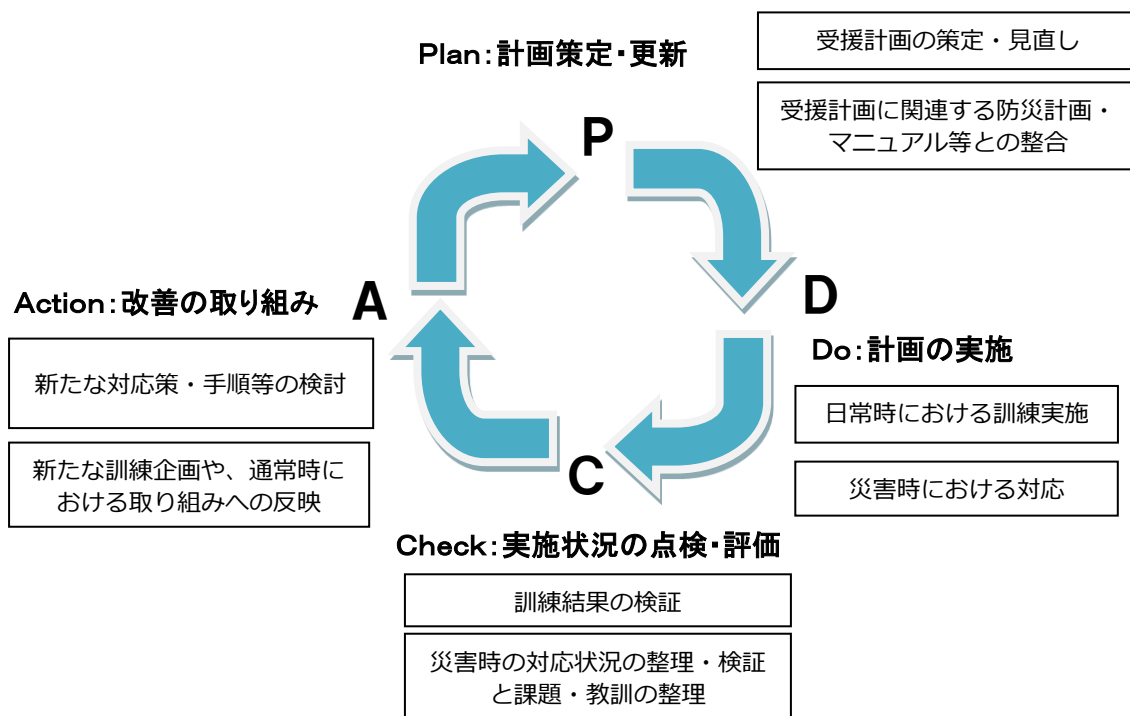 Plan:計画策定・更新
受援計画の策定・見直し
受援計画に関連する防災計画・
マニュアル等との整合
P
D
Do:計画の実施
日常時における訓練実施
災害時における対応
C
Check:実施状況の点検・評価
訓練結果の検証
災害時の対応状況の整理・検証
と課題・教訓の整理
A
Action:改善の取り組み
新たな対応策・手順等の検討
新たな訓練企画や、通常時に
おける取り組みへの反映